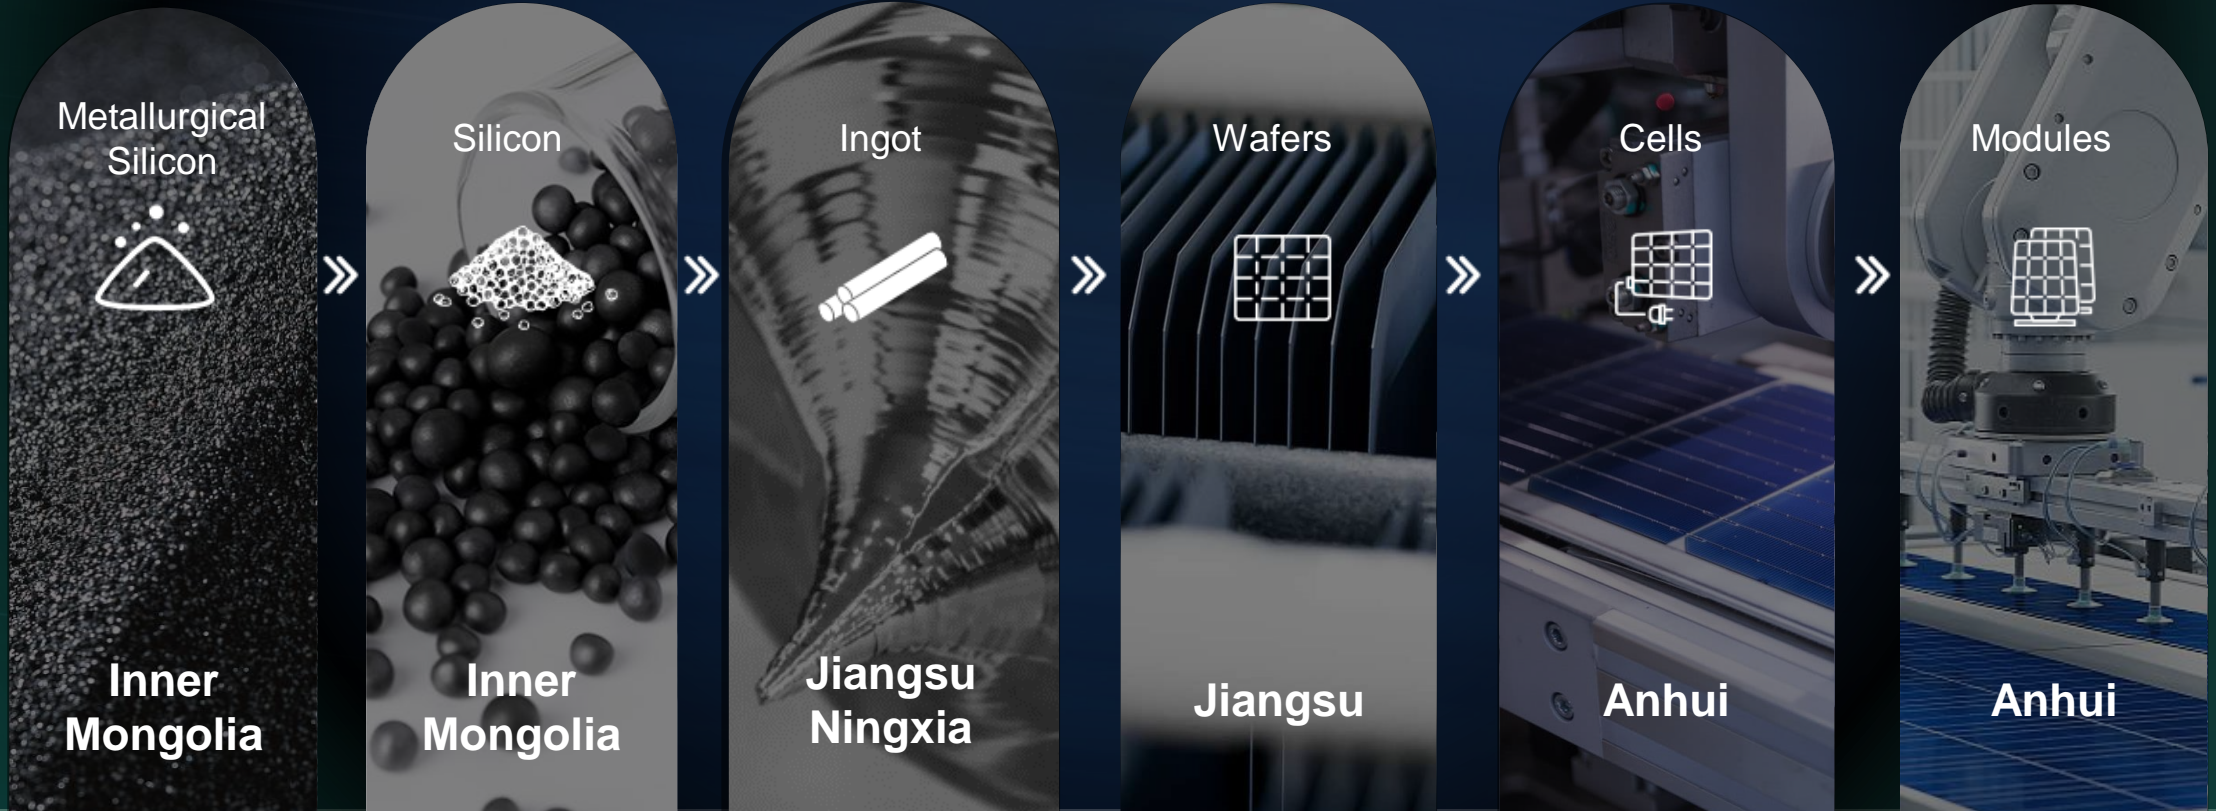 Metallurgical
Silicon
Inner
Mongolia
Silicon
Inner
Mongolia
Ingot
Jiangsu
Ningxia
Wafers
Jiangsu
Cells
Anhui
Modules
Anhui